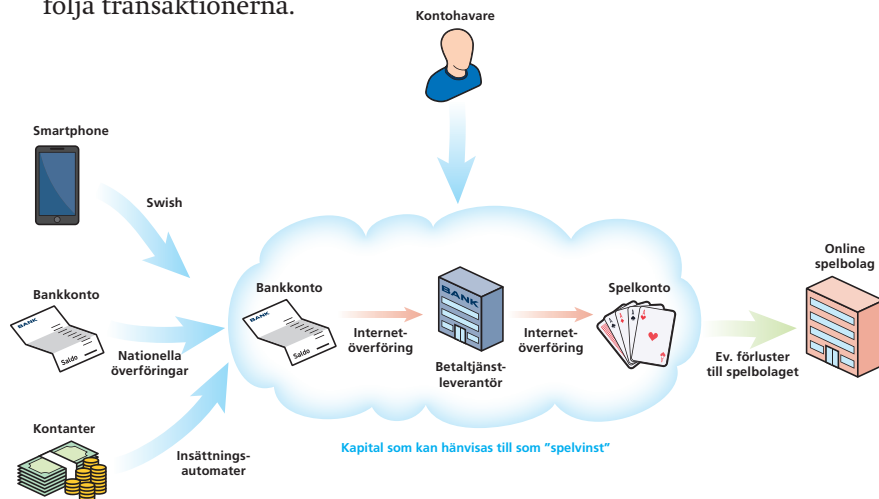 följa transaktionerna.
Kontohavare
Smartphone
Swish
Bankkonto
BANK
Saldo
Nationella
överföringar
Kontanter
Insättnings-
automater
Bankkonto
BANK
Saldo
Internet-
överföring
BANK
Betaltjänst-
leverantör
Internet-
överföring
Spelkonto
Kapital som kan hänvisas till som ”spelvinst”
Ev. förluster
till spelbolaget
Online
spelbolag